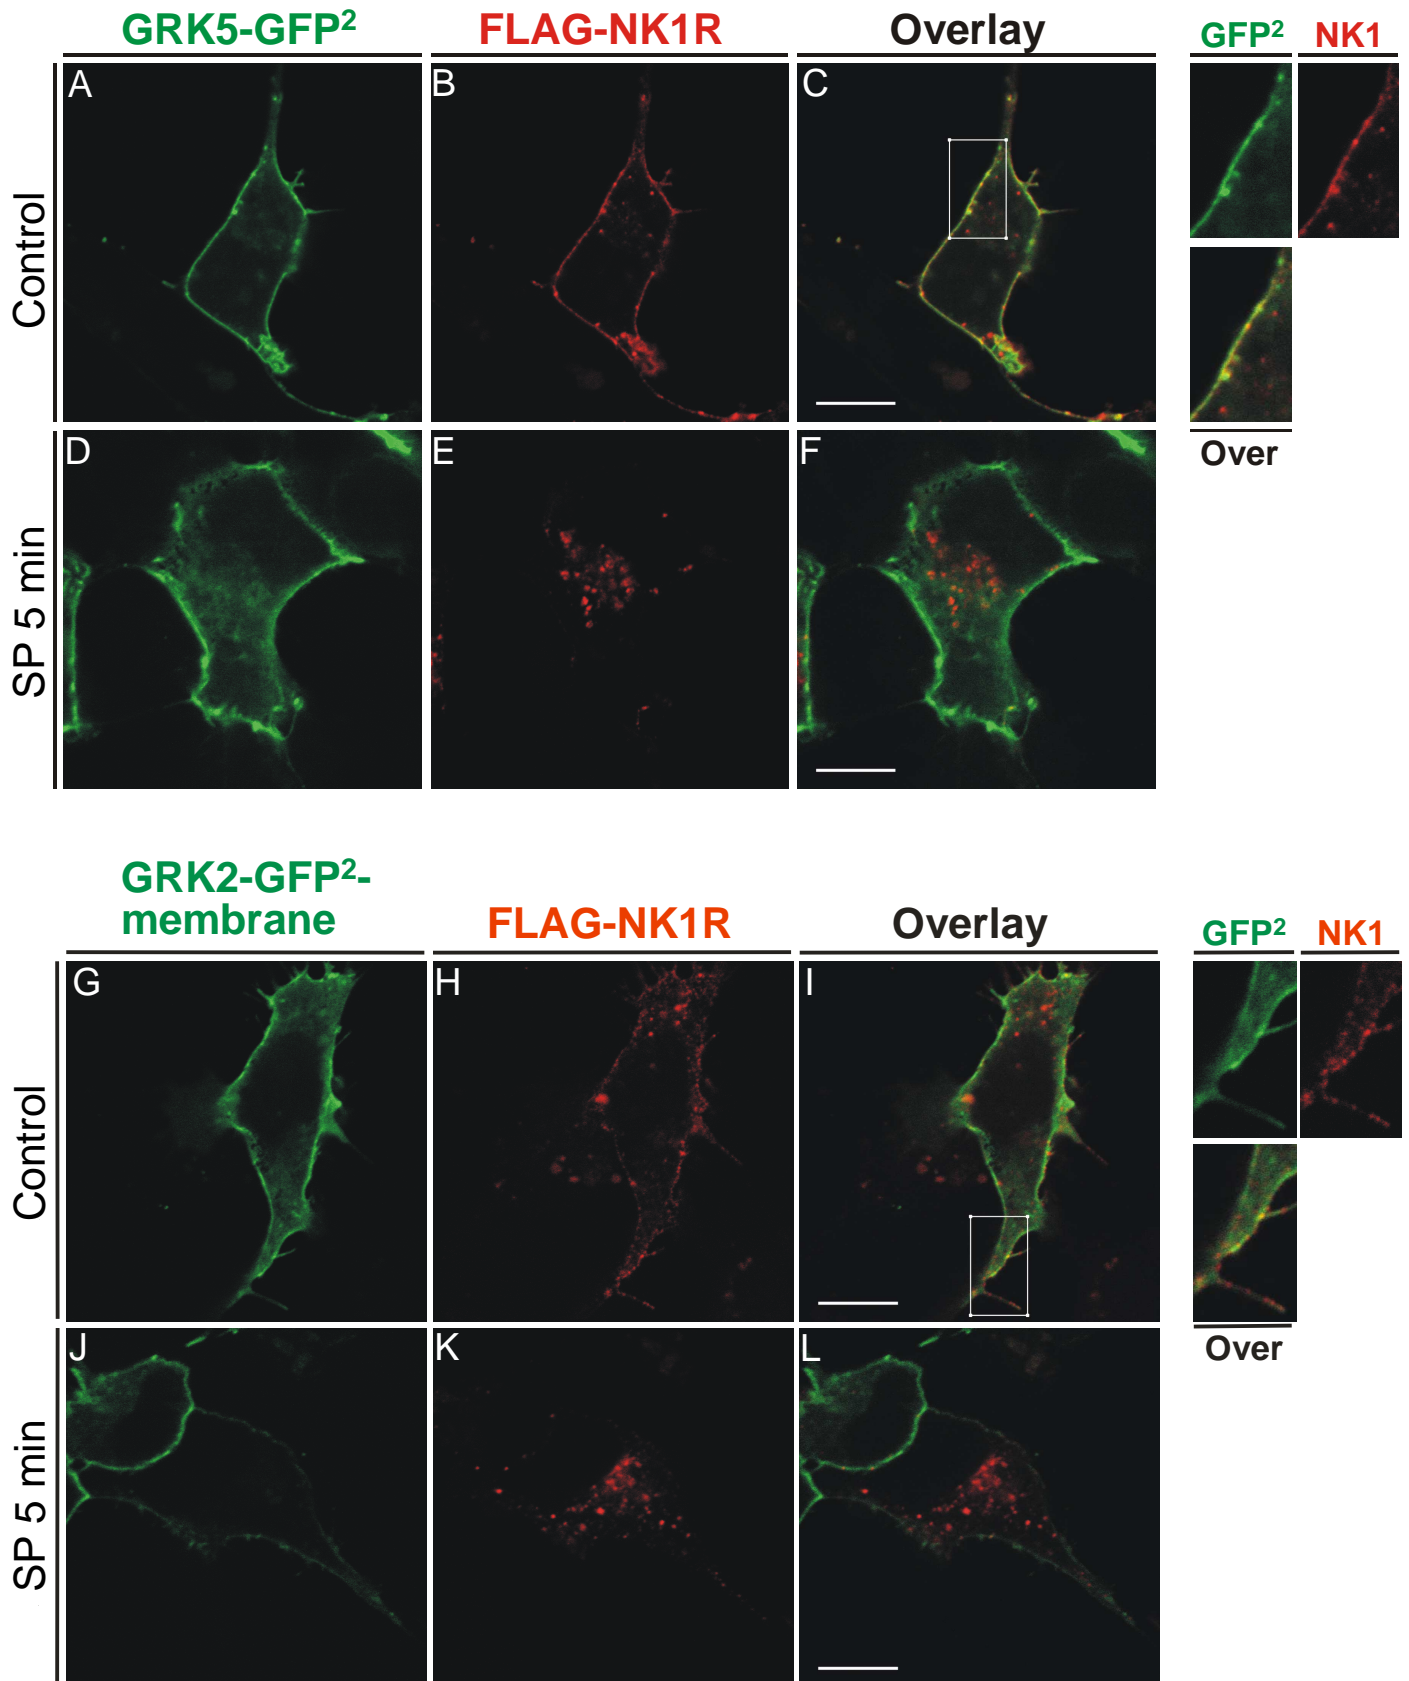 GRK5-GFP² FLAG-NK1R Overlay GFP² NK1
A B C
Control
Over
D E F
SP 5 min
GRK2-GFP²-
membrane FLAG-NK1R Overlay GFP² NK1
G H I
Control
Over
J K L
SP 5 min